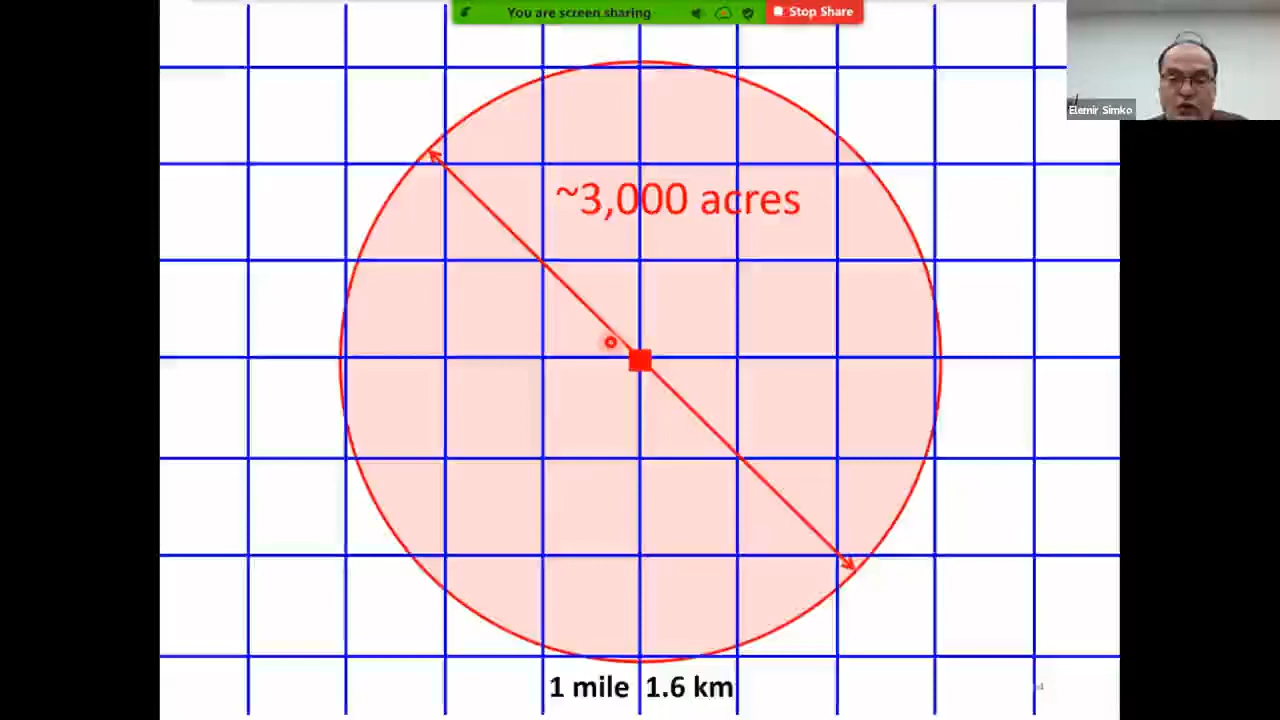 You are screen sharing
Stop Share
Elemir Simko
~3,000 acres
1 mile 1.6 km